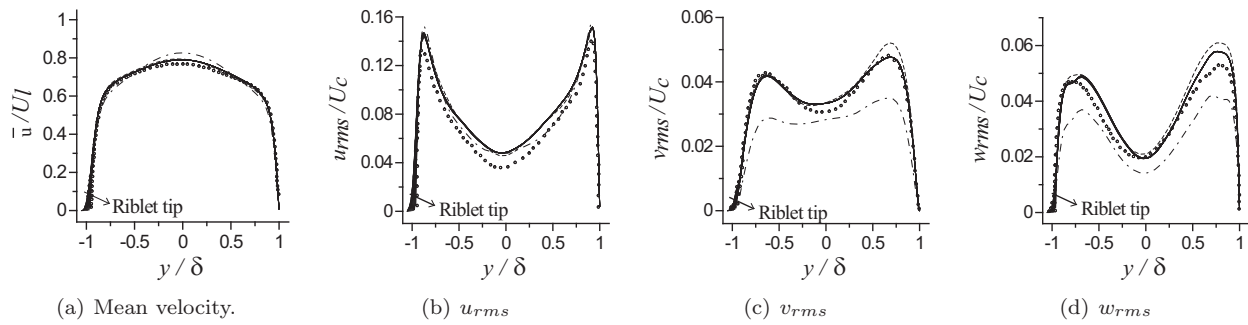 1
0.8
0.6
0.4
0.2
0
u̅/Ul
Riblet tip
-1 -0.5 0 0.5 1
y / δ
(a) Mean velocity.
0.16
0.12
0.08
0.04
0.00
urms/Uc
Riblet tip
-1 -0.5 0 0.5 1
y / δ
(b) urms
0.06
0.04
0.02
0.00
vrms/Uc
Riblet tip
-1 -0.5 0 0.5 1
y / δ
(c) vrms
0.06
0.04
0.02
0.00
wrms/Uc
Riblet tip
-1 -0.5 0 0.5 1
y / δ
(d) wrms